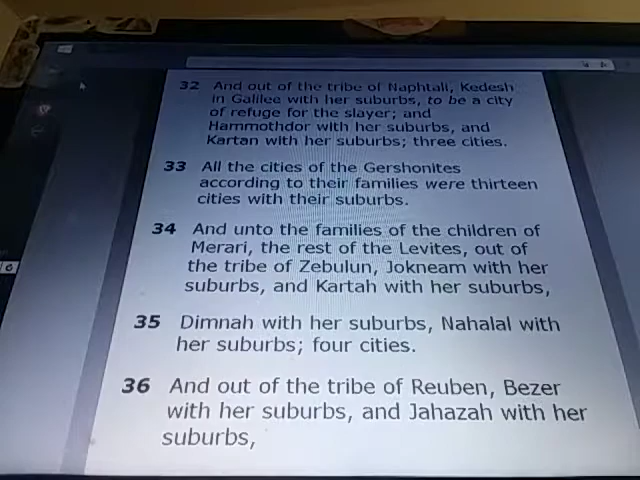 32 And out of the tribe of Naphtali, Kedesh
in Galilee with her suburbs, to be a city
of refuge for the slayer; and
Hammothdor with her suburbs, and
Kartan with her suburbs; three cities.
33 All the cities of the Gershonites
according to their families were thirteen
cities with their suburbs.
34 And unto the families of the children of
Merari, the rest of the Levites, out of
the tribe of Zebulun, Jokneam with her
suburbs, and Kartah with her suburbs,
35 Dimnah with her suburbs, Nahalal with
her suburbs; four cities.
36 And out of the tribe of Reuben, Bezer
with her suburbs, and Jahazah with her
suburbs,